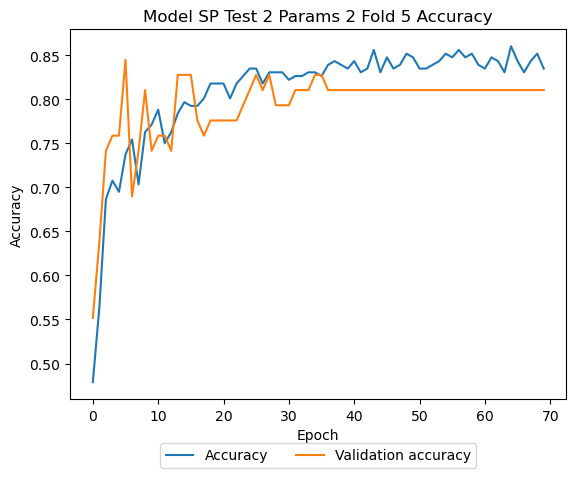 Model SP Test 2 Params 2 Fold 5 Accuracy
Accuracy
0.85
0.80
0.75
0.70
0.65
0.60
0.55
0.50
0 10 20 30 40 50 60 70
Epoch
Accuracy Validation accuracy